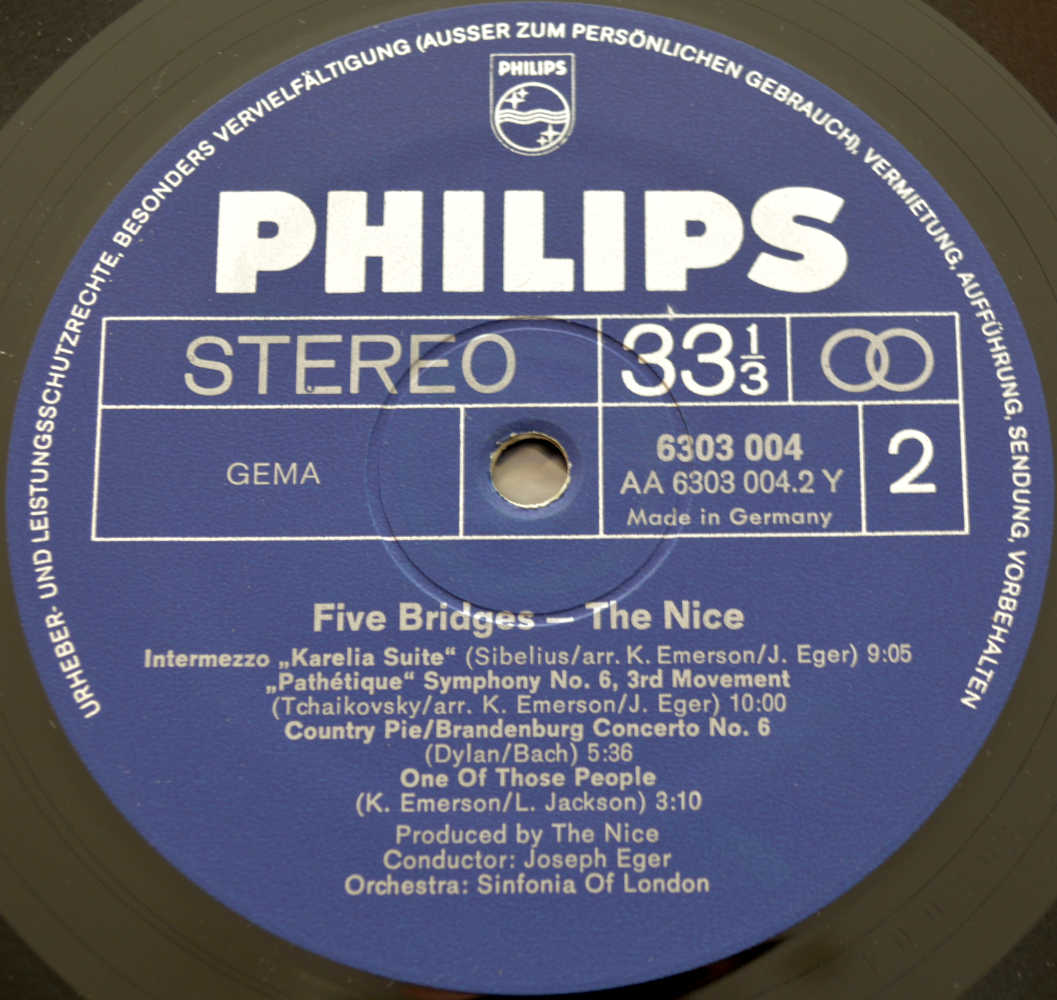 URHEBER- UND LEISTUNGSSCHUTZRECHTE, BESONDERS VERVIELFÄLTIGUNG (AUSSER ZUM PERSÖNLICHEN GEBRAUCH), VERMIETUNG, AUFFÜHRUNG, SENDUNG, VORBEHALTEN
PHILIPS
PHILIPS
STEREO 33 1/3
GEMA 6303 004 2
AA 6303 004.2 Y
Made in Germany
Five Bridges – The Nice
Intermezzo „Karelia Suite“ (Sibelius/arr. K. Emerson/J. Eger) 9:05
„Pathétique“ Symphony No. 6, 3rd Movement
(Tchaikovsky/arr. K. Emerson/J. Eger) 10:00
Country Pie/Brandenburg Concerto No. 6
(Dylan/Bach) 5:36
One Of Those People
(K. Emerson/L. Jackson) 3:10
Produced by The Nice
Conductor: Joseph Eger
Orchestra: Sinfonia Of London